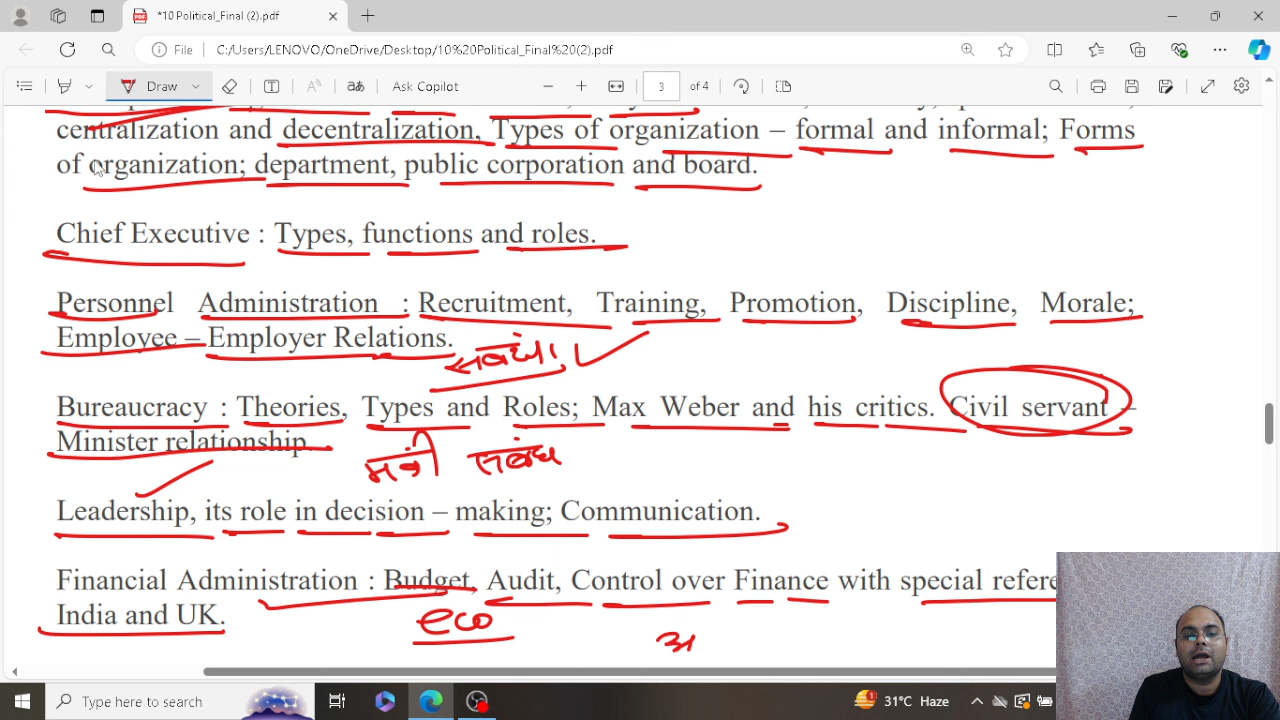 *10 Political_Final (2).pdf
File C:/Users/LENOVO/OneDrive/Desktop/10%20Political_Final%20(2).pdf
Draw Ask Copilot 3 of 4
centralization and decentralization, Types of organization – formal and informal; Forms
of organization; department, public corporation and board.
Chief Executive : Types, functions and roles.
Personnel Administration : Recruitment, Training, Promotion, Discipline, Morale;
Employee – Employer Relations.
Bureaucracy : Theories, Types and Roles; Max Weber and his critics. Civil servant –
Minister relationship.
मंत्री संबंध
Leadership, its role in decision – making; Communication.
Financial Administration : Budget, Audit, Control over Finance with special refere
India and UK.
eco
Type here to search 31°C Haze